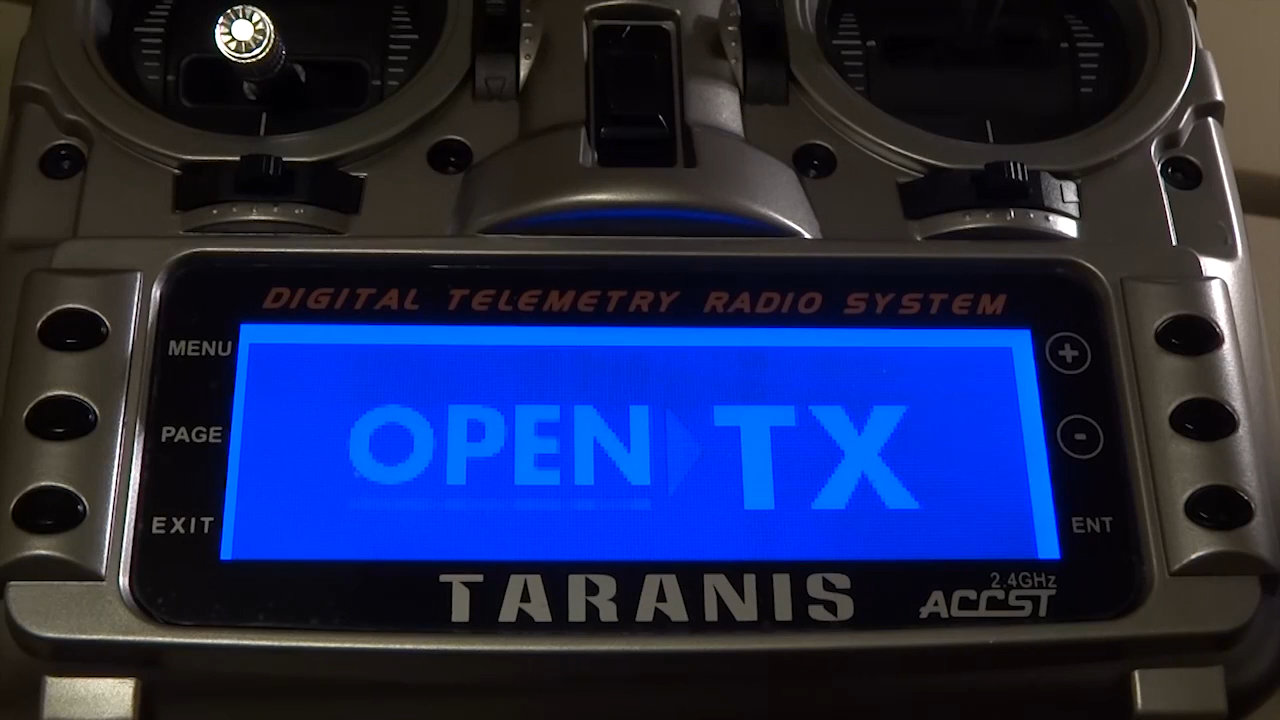 DIGITAL TELEMETRY RADIO SYSTEM
MENU
+
OPEN TX
PAGE
-
EXIT
ENT
TARANIS
2.4GHz
ACCST